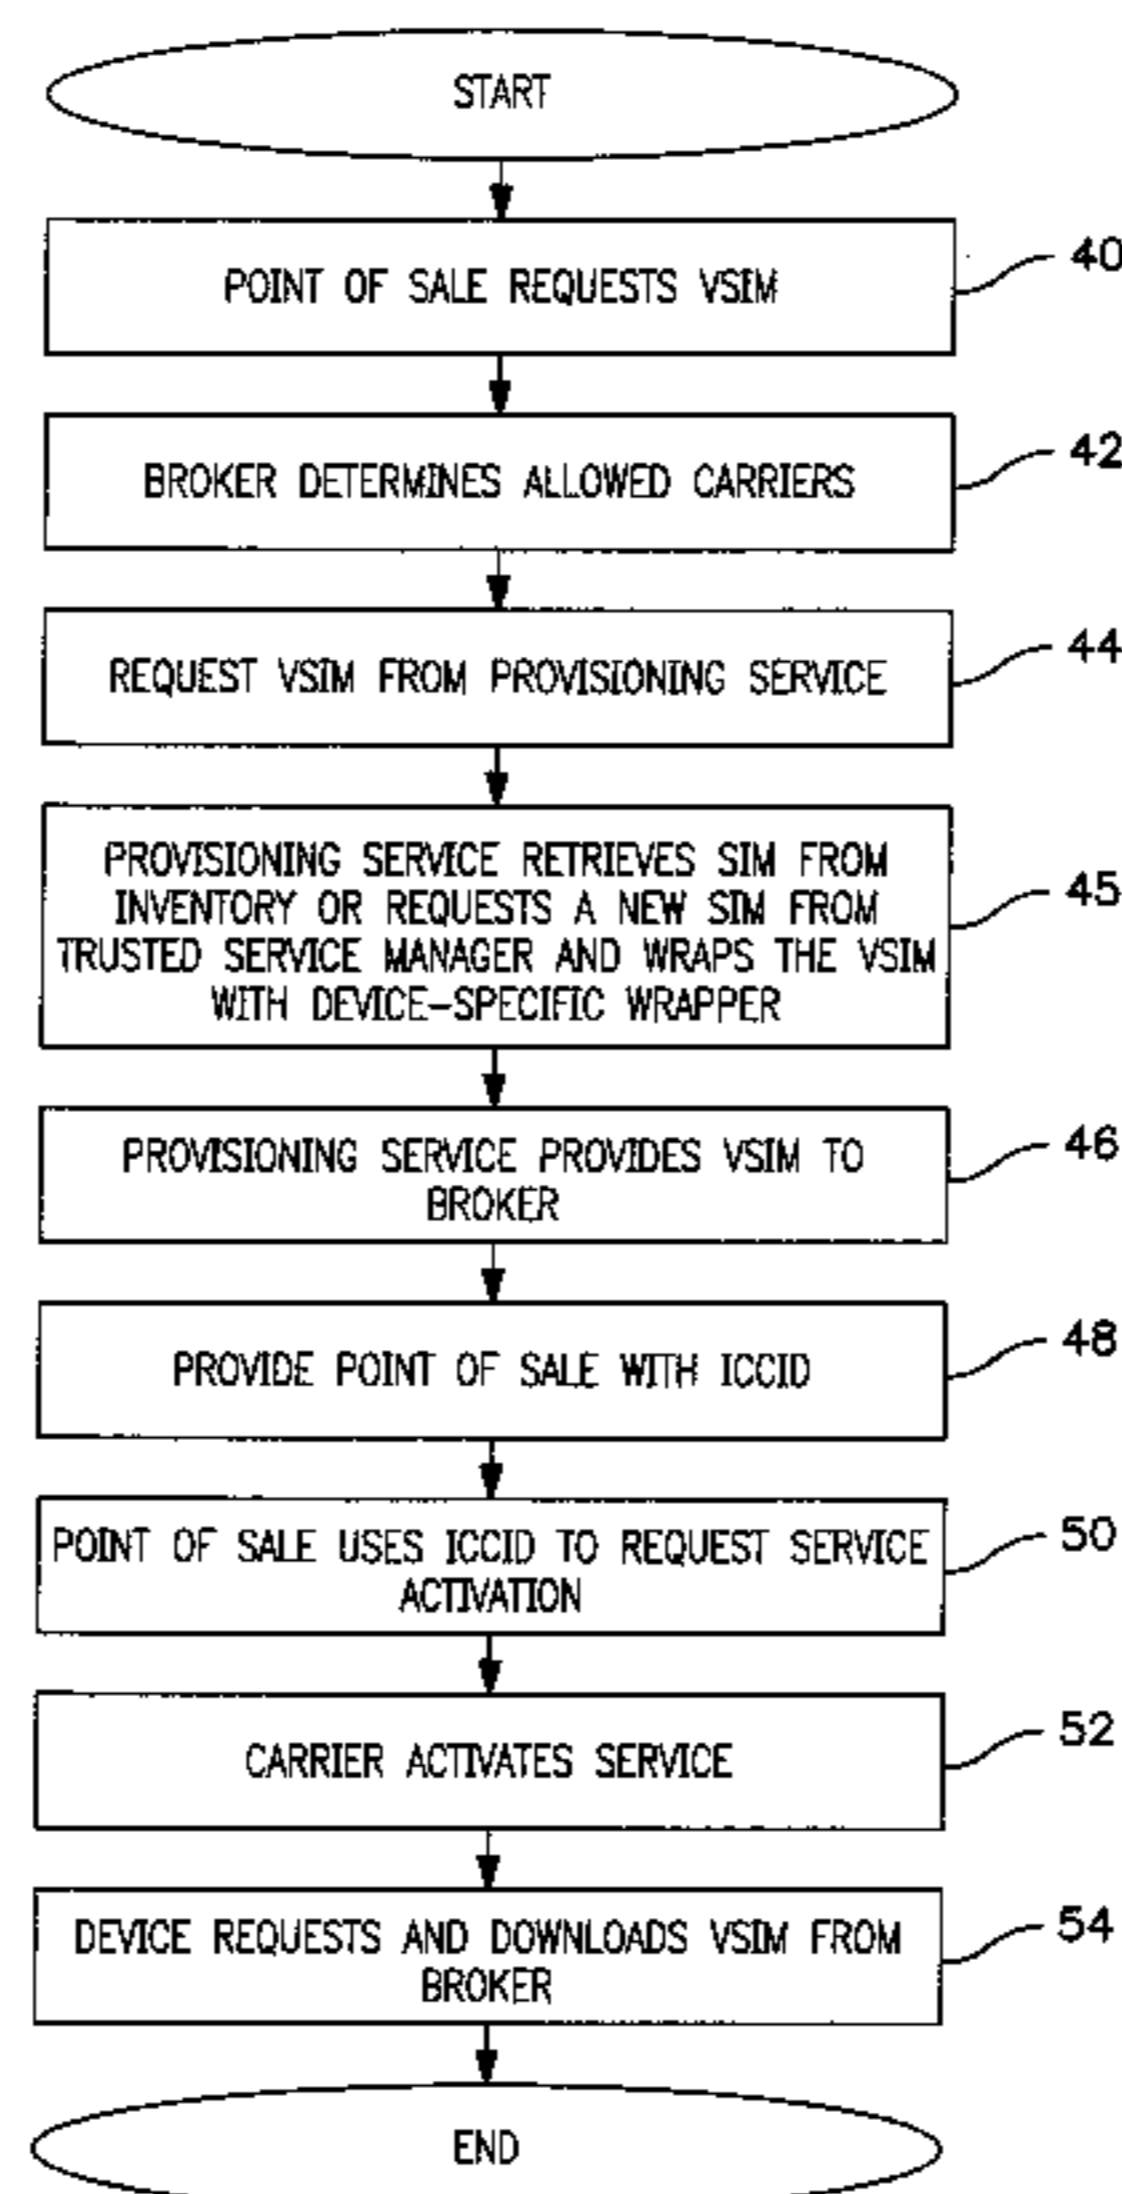 START
POINT OF SALE REQUESTS VSIM
40
BROKER DETERMINES ALLOWED CARRIERS
42
REQUEST VSIM FROM PROVISIONING SERVICE
44
PROVISIONING SERVICE RETRIEVES SIM FROM
INVENTORY OR REQUESTS A NEW SIM FROM
TRUSTED SERVICE MANAGER AND WRAPS THE VSIM
WITH DEVICE-SPECIFIC WRAPPER
45
PROVISIONING SERVICE PROVIDES VSIM TO
BROKER
46
PROVIDE POINT OF SALE WITH ICCID
48
POINT OF SALE USES ICCID TO REQUEST SERVICE
ACTIVATION
50
CARRIER ACTIVATES SERVICE
52
DEVICE REQUESTS AND DOWNLOADS VSIM FROM
BROKER
54
END